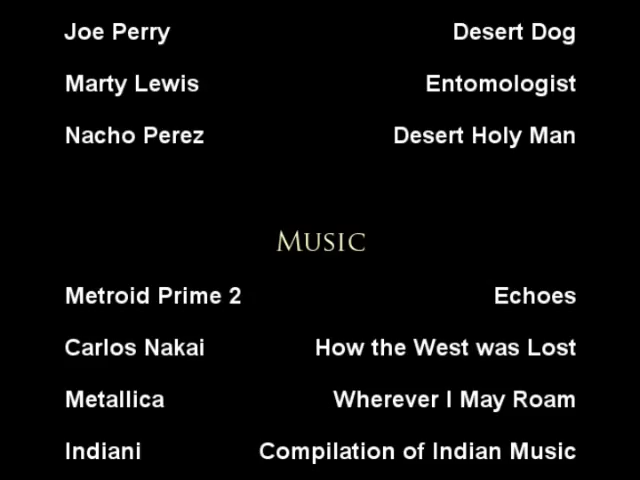 Joe Perry Desert Dog
Marty Lewis Entomologist
Nacho Perez Desert Holy Man
Music
Metroid Prime 2 Echoes
Carlos Nakai How the West was Lost
Metallica Wherever I May Roam
Indiani Compilation of Indian Music